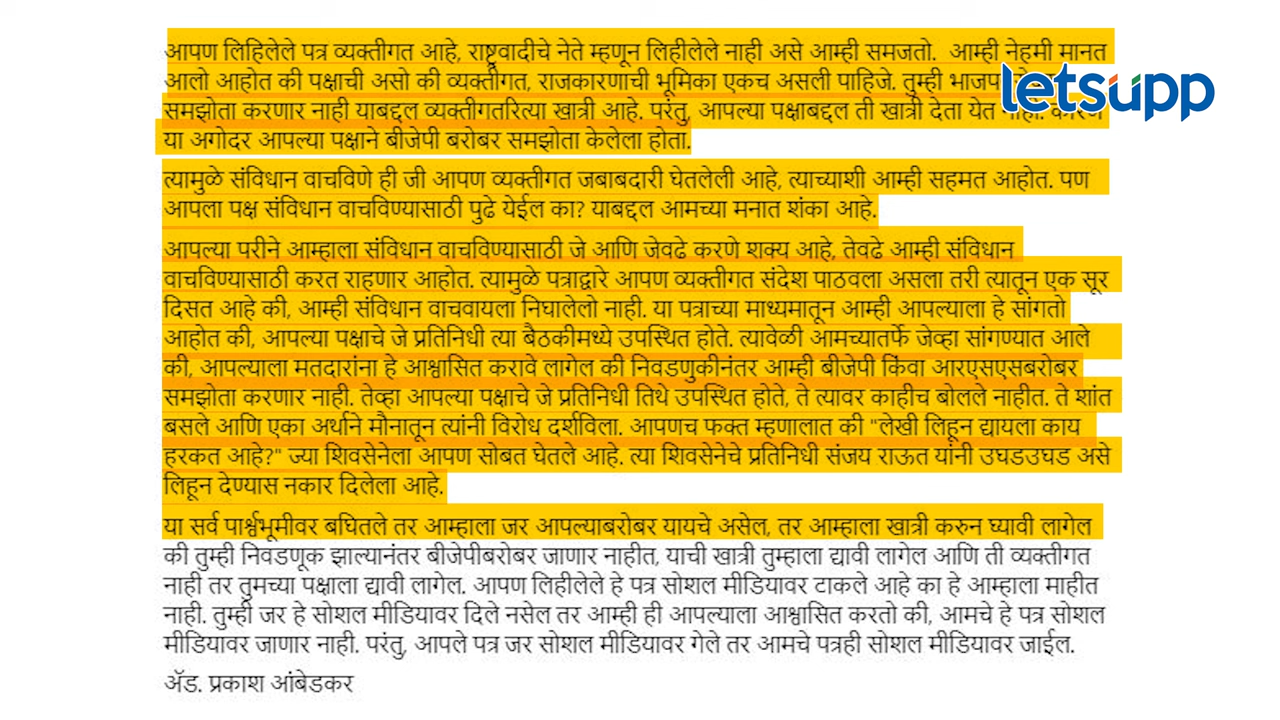 आपण लिहिलेले पत्र व्यक्तीगत आहे, राष्ट्रवादीचे नेते म्हणून लिहीलेले नाही असे आम्ही समजतो. आम्ही नेहमी मानत
आलो आहोत की पक्षाची असो की व्यक्तीगत, राजकारणाची भूमिका एकच असली पाहिजे. तुम्ही भाजप
letsupp
समझोता करणार नाही याबद्दल व्यक्तीगतरित्या खात्री आहे. परंतु, आपल्या पक्षाबद्दल ती खात्री देता येत नाही. कारण
या अगोदर आपल्या पक्षाने बीजेपी बरोबर समझोता केलेला होता.
त्यामुळे संविधान वाचविणे ही जी आपण व्यक्तीगत जबाबदारी घेतलेली आहे, त्याच्याशी आम्ही सहमत आहोत. पण
आपला पक्ष संविधान वाचविण्यासाठी पुढे येईल का? याबद्दल आमच्या मनात शंका आहे.
आपल्या परीने आम्हाला संविधान वाचविण्यासाठी जे आणि जेवढे करणे शक्य आहे, तेवढे आम्ही संविधान
वाचविण्यासाठी करत राहणार आहोत. त्यामुळे पत्राद्वारे आपण व्यक्तीगत संदेश पाठवला असला तरी त्यातून एक सूर
दिसत आहे की, आम्ही संविधान वाचवायला निघालेलो नाही. या पत्राच्या माध्यमातून आम्ही आपल्याला हे सांगतो
आहोत की, आपल्या पक्षाचे जे प्रतिनिधी त्या बैठकीमध्ये उपस्थित होते. त्यावेळी आमच्यातर्फे जेव्हा सांगण्यात आले
की, आपल्याला मतदारांना हे आश्वासित करावे लागेल की निवडणुकीनंतर आम्ही बीजेपी किंवा आरएसएसबरोबर
समझोता करणार नाही. तेव्हा आपल्या पक्षाचे जे प्रतिनिधी तिथे उपस्थित होते, ते त्यावर काहीच बोलले नाहीत. ते शांत
बसले आणि एका अर्थाने मौनातून त्यांनी विरोध दर्शविला. आपणच फक्त म्हणालात की "लेखी लिहून द्यायला काय
हरकत आहे?" ज्या शिवसेनेला आपण सोबत घेतले आहे. त्या शिवसेनेचे प्रतिनिधी संजय राऊत यांनी उघडउघड असे
लिहून देण्यास नकार दिलेला आहे.
या सर्व पार्श्वभूमीवर बघितले तर आम्हाला जर आपल्याबरोबर यायचे असेल, तर आम्हाला खात्री करुन घ्यावी लागेल
की तुम्ही निवडणूक झाल्यानंतर बीजेपीबरोबर जाणार नाहीत, याची खात्री तुम्हाला द्यावी लागेल आणि ती व्यक्तीगत
नाही तर तुमच्या पक्षाला द्यावी लागेल. आपण लिहीलेले हे पत्र सोशल मीडियावर टाकले आहे का हे आम्हाला माहीत
नाही. तुम्ही जर हे सोशल मीडियावर दिले नसेल तर आम्ही ही आपल्याला आश्वासित करतो की, आमचे हे पत्र सोशल
मीडियावर जाणार नाही. परंतु, आपले पत्र जर सोशल मीडियावर गेले तर आमचे पत्रही सोशल मीडियावर जाईल.
ॲड. प्रकाश आंबेडकर